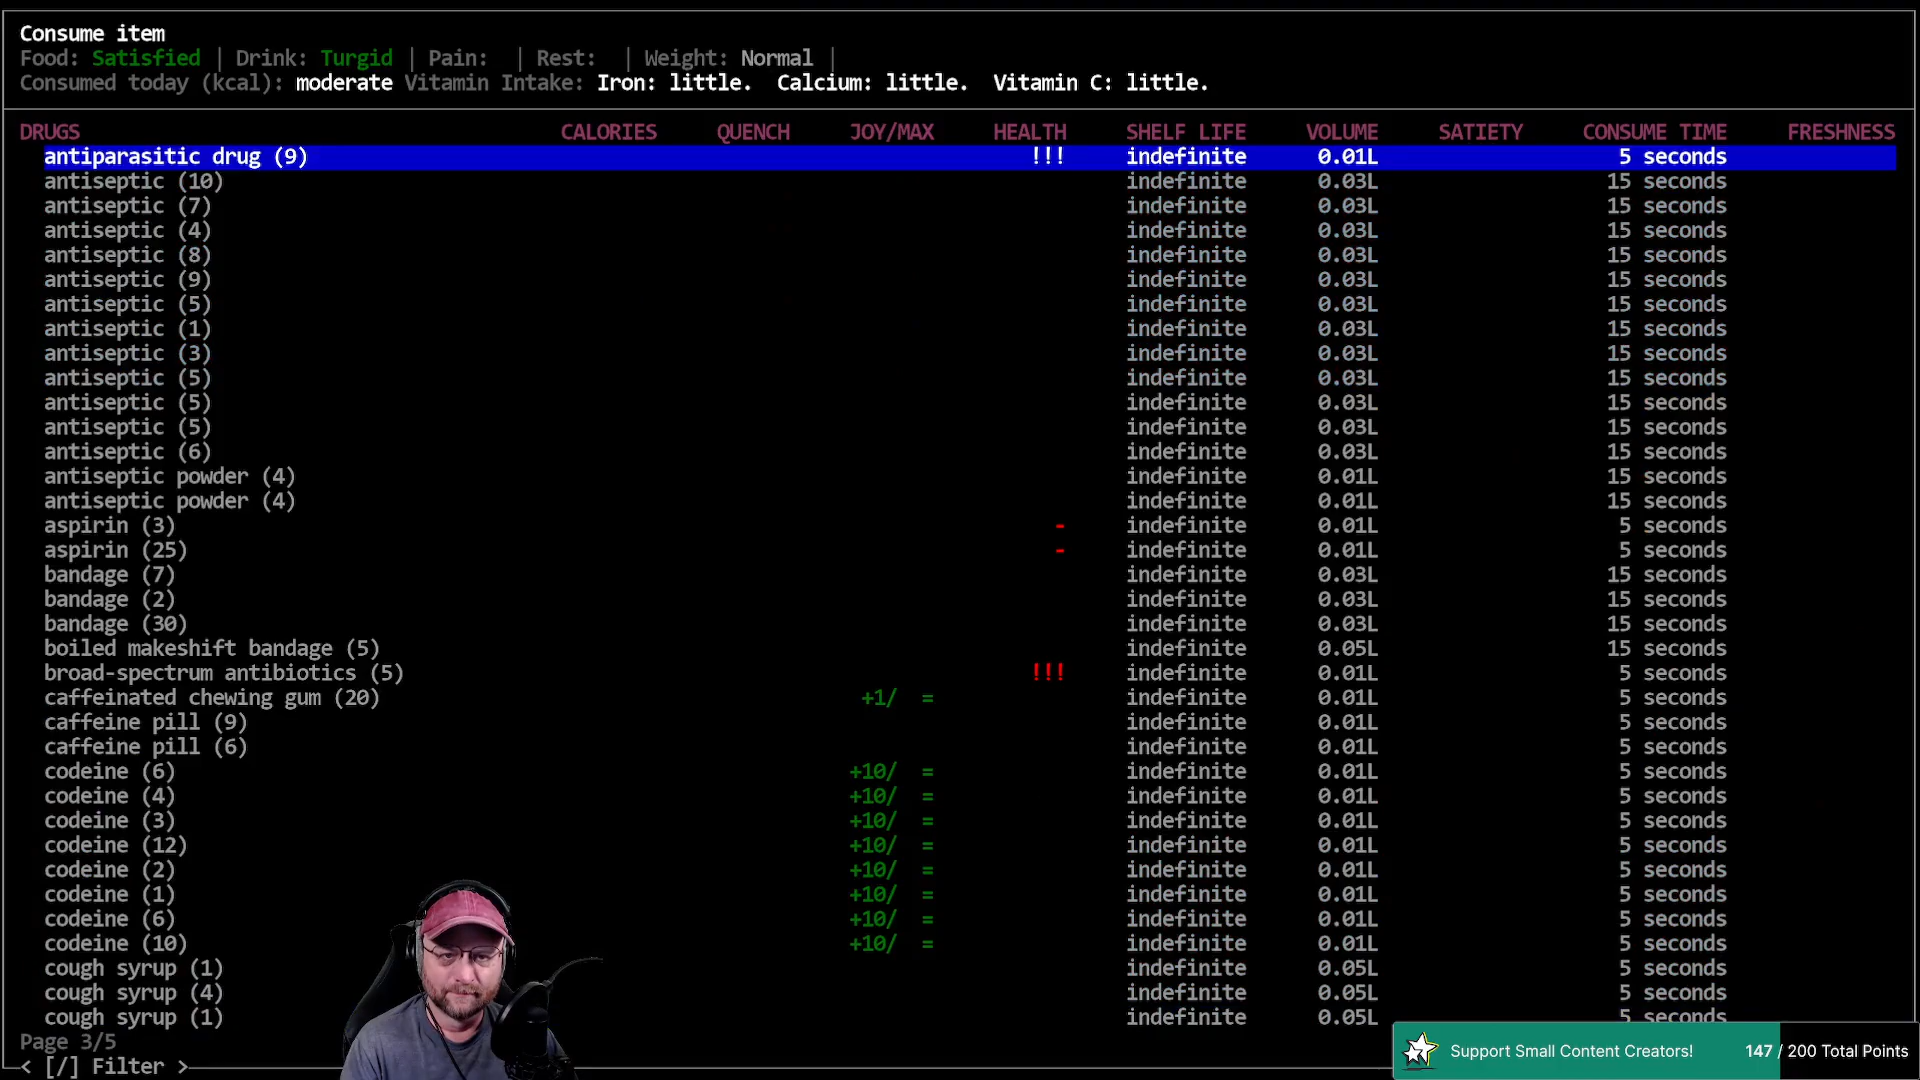 Consume item
Food: Satisfied | Drink: Turgid | Pain: | Rest: | Weight: Normal |
Consumed today (kcal): moderate Vitamin Intake: Iron: little. Calcium: little. Vitamin C: little.
DRUGS CALORIES QUENCH JOY/MAX HEALTH SHELF LIFE VOLUME SATIETY CONSUME TIME FRESHNESS
antiparasitic drug (9) !!! indefinite 0.01L 5 seconds
antiseptic (10) indefinite 0.03L 15 seconds
antiseptic (7) indefinite 0.03L 15 seconds
antiseptic (4) indefinite 0.03L 15 seconds
antiseptic (8) indefinite 0.03L 15 seconds
antiseptic (9) indefinite 0.03L 15 seconds
antiseptic (5) indefinite 0.03L 15 seconds
antiseptic (1) indefinite 0.03L 15 seconds
antiseptic (3) indefinite 0.03L 15 seconds
antiseptic (5) indefinite 0.03L 15 seconds
antiseptic (5) indefinite 0.03L 15 seconds
antiseptic (5) indefinite 0.03L 15 seconds
antiseptic (6) indefinite 0.03L 15 seconds
antiseptic powder (4) indefinite 0.01L 15 seconds
antiseptic powder (4) indefinite 0.01L 15 seconds
aspirin (3) - indefinite 0.01L 5 seconds
aspirin (25) - indefinite 0.01L 5 seconds
bandage (7) indefinite 0.03L 15 seconds
bandage (2) indefinite 0.03L 15 seconds
bandage (30) indefinite 0.03L 15 seconds
boiled makeshift bandage (5) indefinite 0.05L 15 seconds
broad-spectrum antibiotics (5) !!! indefinite 0.01L 5 seconds
caffeinated chewing gum (20) +1/ = indefinite 0.01L 5 seconds
caffeine pill (9) indefinite 0.01L 5 seconds
caffeine pill (6) indefinite 0.01L 5 seconds
codeine (6) +10/ = indefinite 0.01L 5 seconds
codeine (4) +10/ = indefinite 0.01L 5 seconds
codeine (3) +10/ = indefinite 0.01L 5 seconds
codeine (12) +10/ = indefinite 0.01L 5 seconds
codeine (2) +10/ = indefinite 0.01L 5 seconds
codeine (1) +10/ = indefinite 0.01L 5 seconds
codeine (6) +10/ = indefinite 0.01L 5 seconds
codeine (10) +10/ = indefinite 0.01L 5 seconds
cough syrup (1) indefinite 0.05L 5 seconds
cough syrup (4) indefinite 0.05L 5 seconds
cough syrup (1) indefinite 0.05L 5 seconds
Page 3/5
< [/] Filter >
Support Small Content Creators! 147 / 200 Total Points